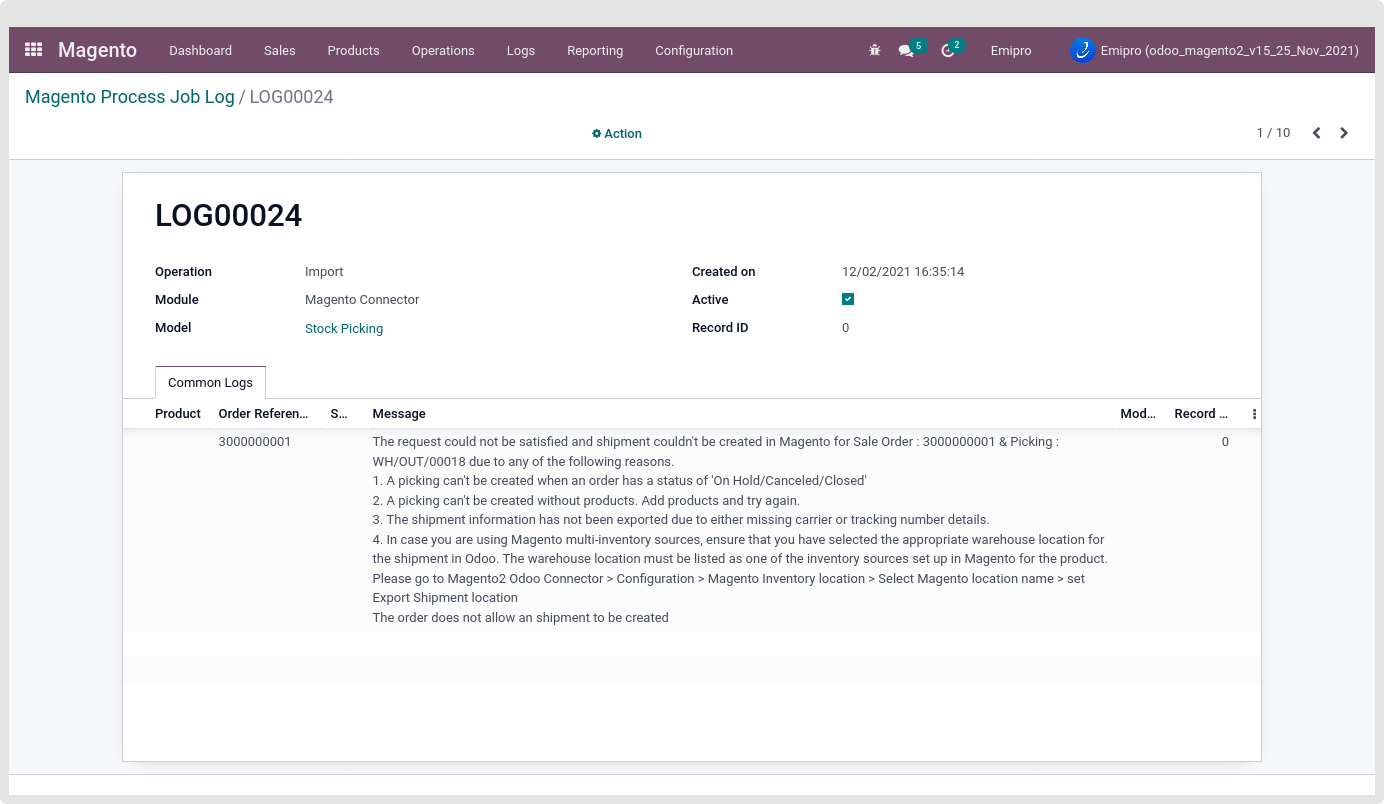 Magento Dashboard Sales Products Operations Logs Reporting Configuration 5 2 Emipro Emipro (odoo_magento2_v15_25_Nov_2021)
Magento Process Job Log / LOG00024
Action 1 / 10
LOG00024
Operation Import Created on 12/02/2021 16:35:14
Module Magento Connector Active
Model Stock Picking Record ID 0
Common Logs
Product Order Referen... S... Message Mod... Record ...
3000000001 The request could not be satisfied and shipment couldn't be created in Magento for Sale Order : 3000000001 & Picking : 0
WH/OUT/00018 due to any of the following reasons.
1. A picking can't be created when an order has a status of 'On Hold/Canceled/Closed'
2. A picking can't be created without products. Add products and try again.
3. The shipment information has not been exported due to either missing carrier or tracking number details.
4. In case you are using Magento multi-inventory sources, ensure that you have selected the appropriate warehouse location for
the shipment in Odoo. The warehouse location must be listed as one of the inventory sources set up in Magento for the product.
Please go to Magento2 Odoo Connector > Configuration > Magento Inventory location > Select Magento location name > set
Export Shipment location
The order does not allow an shipment to be created